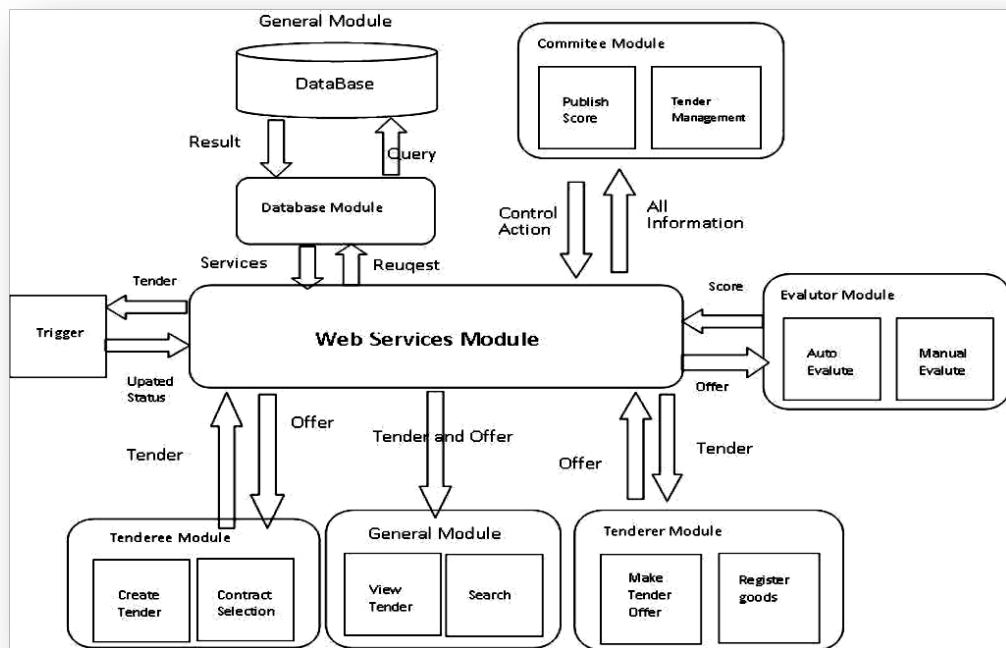 General Module
DataBase
Result
Query
Database Module
Services
Reuqest
Commitee Module
Publish
Score
Tender
Management
Control
Action
All
Information
Tender
Trigger
Upated
Status
Web Services Module
Score
Offer
Evalutor Module
Auto
Evalute
Manual
Evalute
Tender
Offer
Tender and Offer
Offer
Tender
Tenderee Module
Create
Tender
Contract
Selection
General Module
View
Tender
Search
Tenderer Module
Make
Tender
Offer
Register
goods